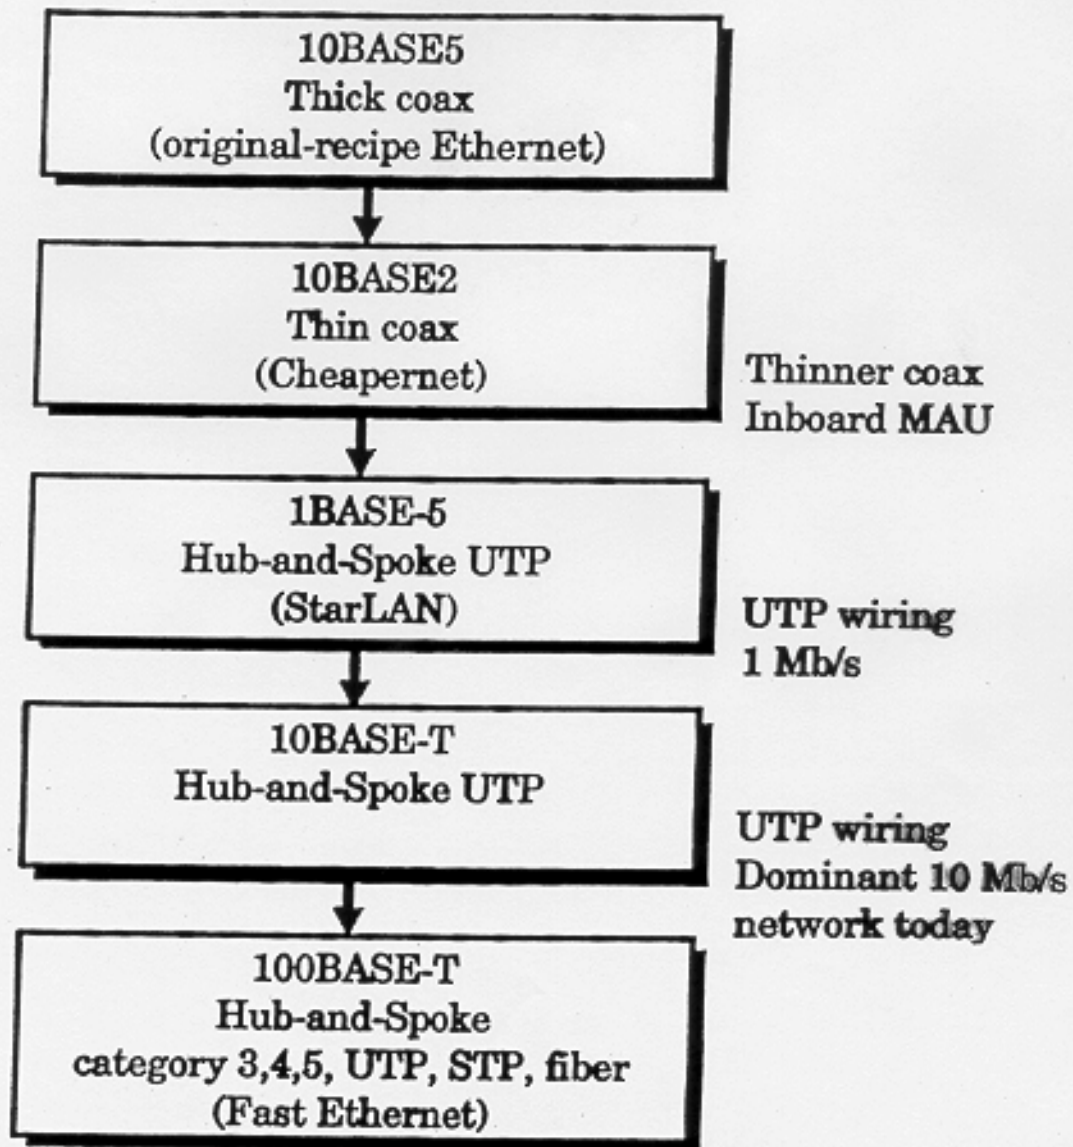 10BASE5
Thick coax
(original-recipe Ethernet)
10BASE2
Thin coax
(Cheapernet)
Thinner coax
Inboard MAU
1BASE-5
Hub-and-Spoke UTP
(StarLAN)
UTP wiring
1 Mb/s
10BASE-T
Hub-and-Spoke UTP
UTP wiring
Dominant 10 Mb/s
network today
100BASE-T
Hub-and-Spoke
category 3,4,5, UTP, STP, fiber
(Fast Ethernet)